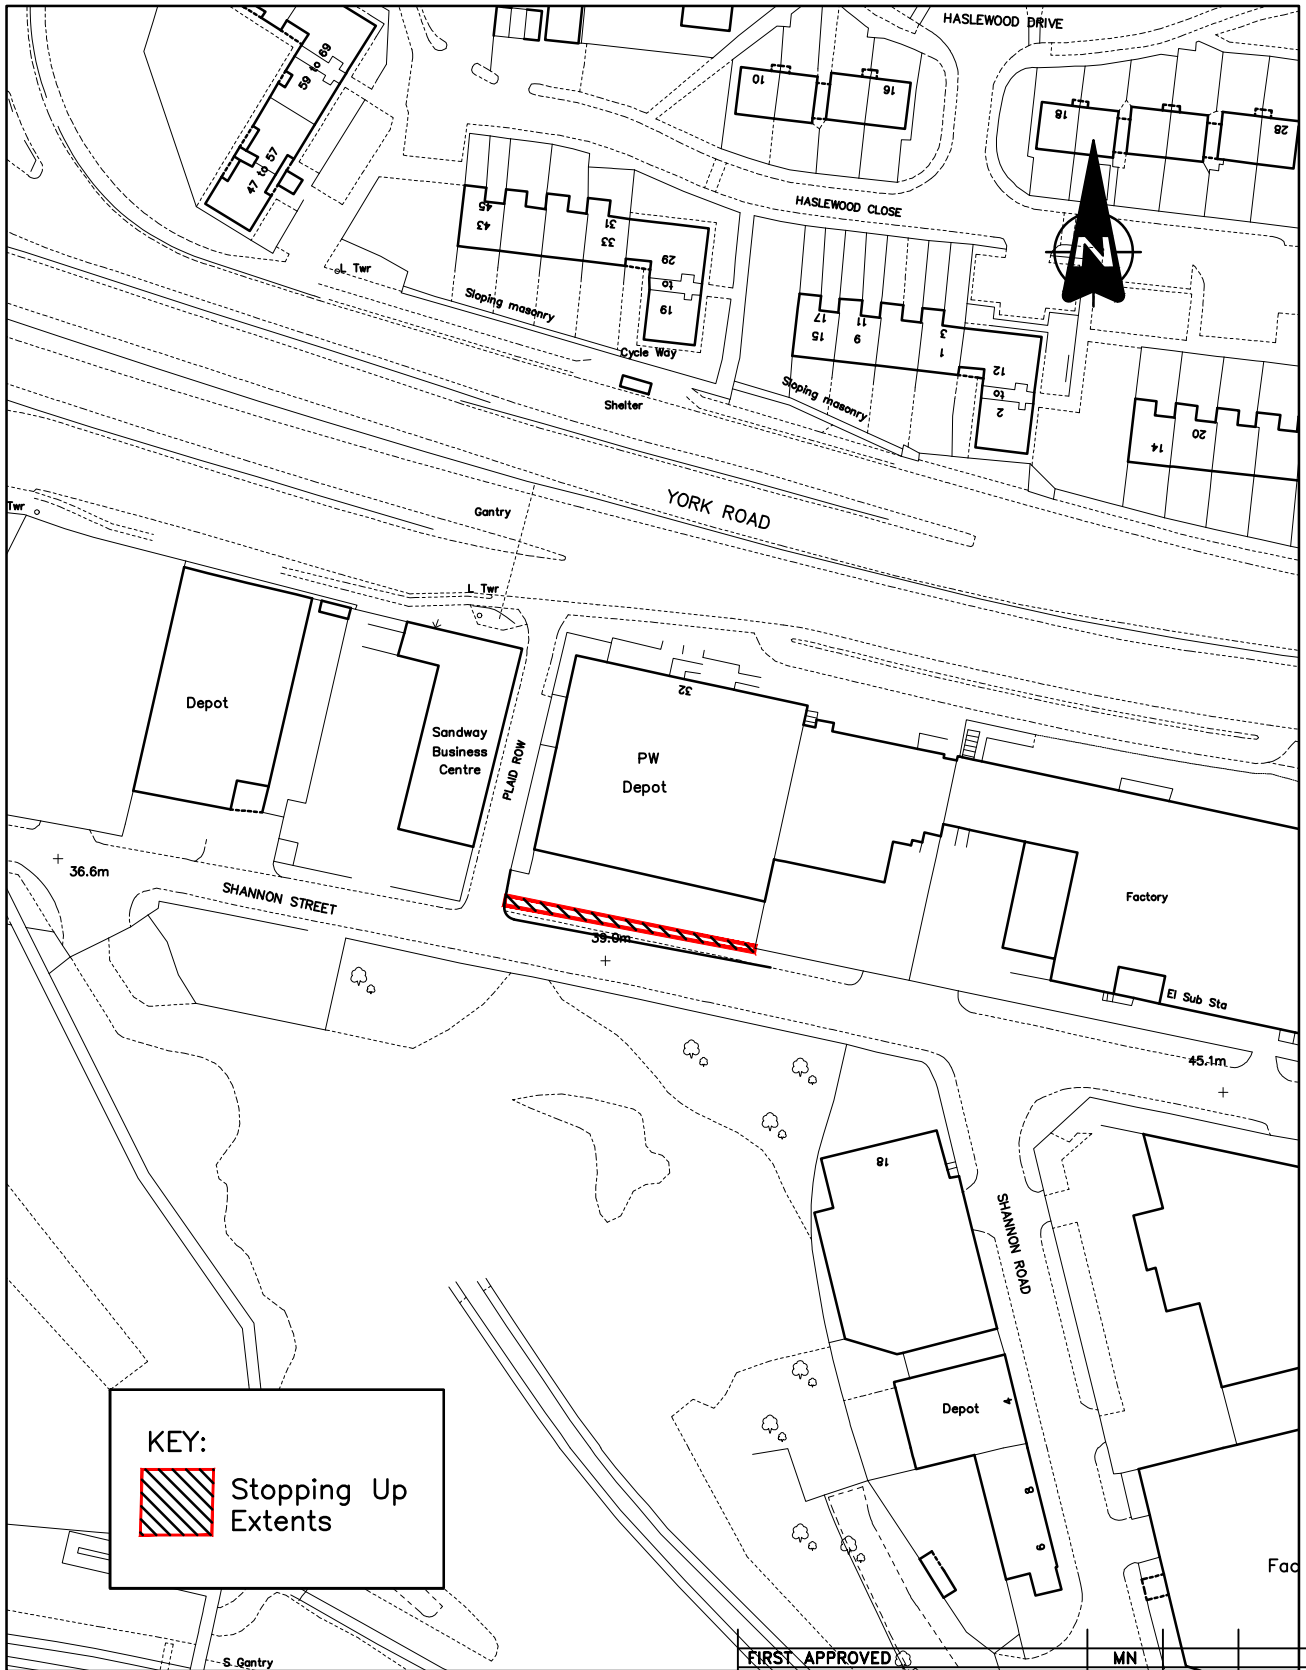 HASLEWOOD DRIVE
59 to 69
47 to 57
10
16
18
28
HASLEWOOD CLOSE
45
43
31
33
29
to
19
L Twr
Sloping masonry
Cycle Way
Shelter
17
15
11
9
3
1
12
to
2
Sloping masonry
14
20
YORK ROAD
Gantry
Twr
L Twr
Depot
Sandway
Business
Centre
PLAID ROW
32
PW
Depot
36.6m
SHANNON STREET
39.0m
Factory
El Sub Sta
45.1m
18
SHANNON ROAD
Depot
4
8
6
Fac
KEY:
Stopping Up
Extents
S Gantry
FIRST APPROVED
MN
N